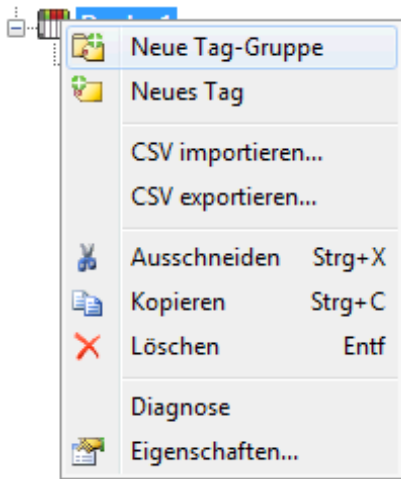 Neue Tag-Gruppe
Neues Tag
CSV importieren...
CSV exportieren...
Ausschneiden Strg+X
Kopieren Strg+C
Löschen Entf
Diagnose
Eigenschaften...